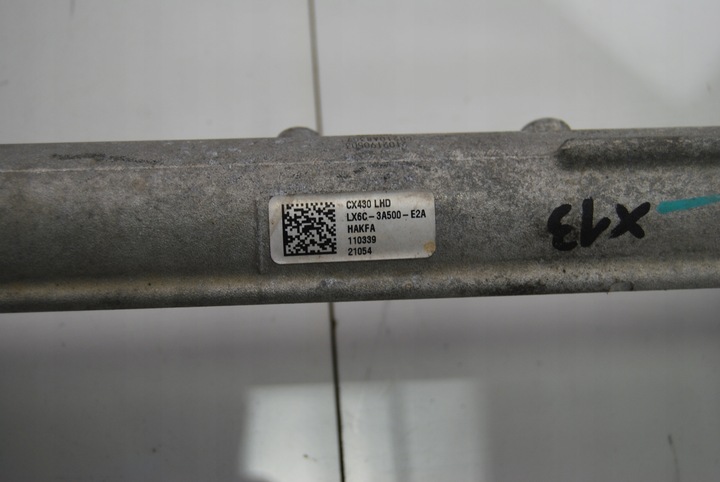 CX430 LHD
LX6C-3A500-E2A
HAKFA
110339
21054
X13